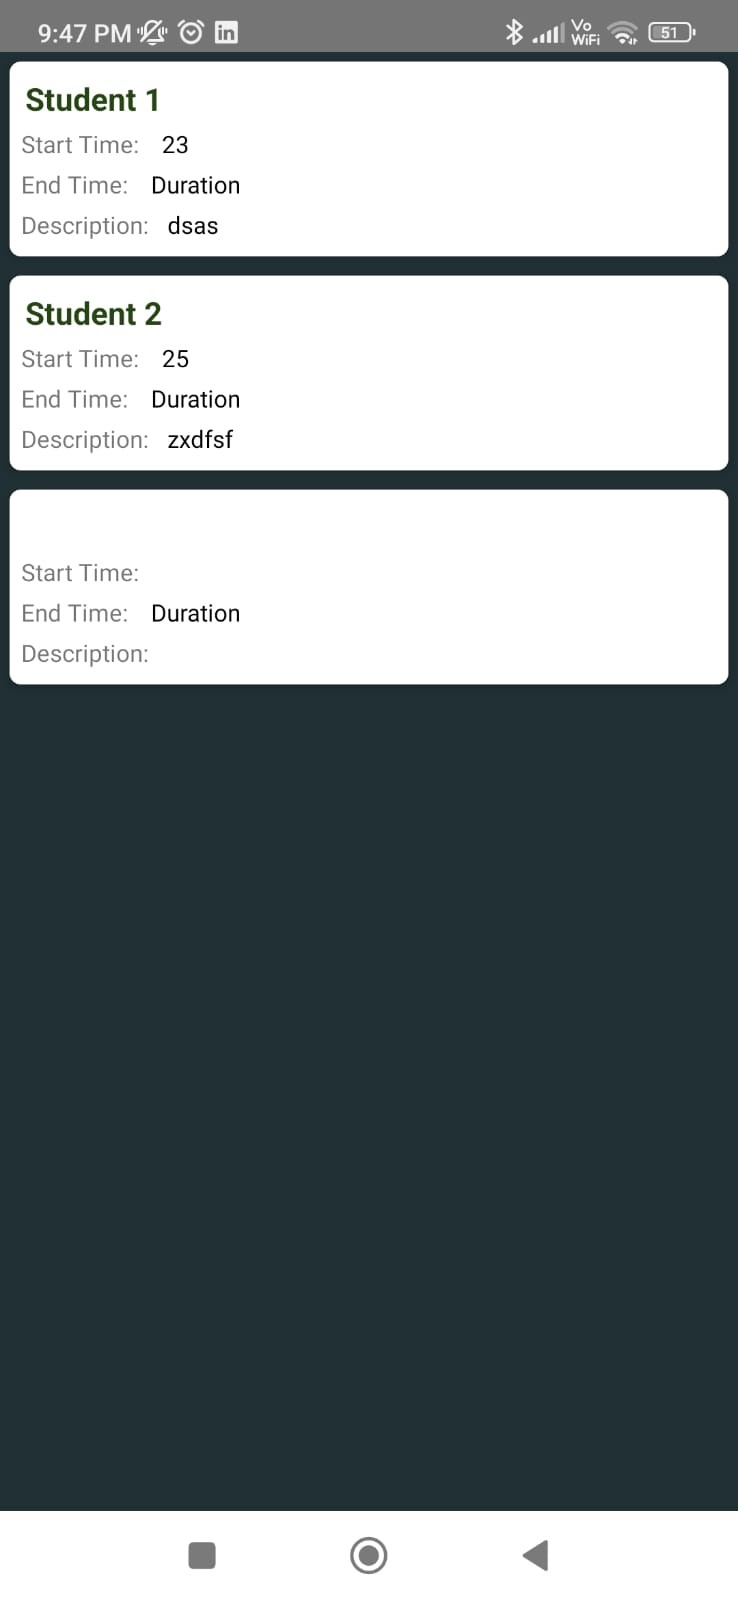 9:47 PM in Vo WiFi 51
Student 1
Start Time: 23
End Time: Duration
Description: dsas
Student 2
Start Time: 25
End Time: Duration
Description: zxdfsf
Start Time:
End Time: Duration
Description: